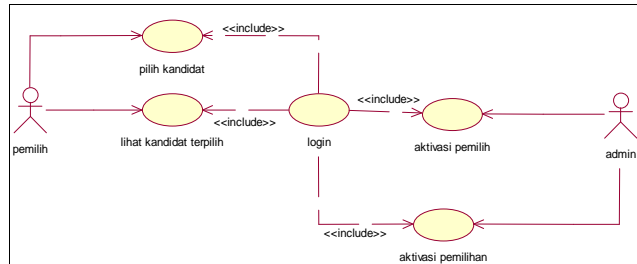 <<include>>
pilih kandidat
<<include>>
<<include>>
pemilih
lihat kandidat terpilih
login
aktivasi pemilih
admin
<<include>>
aktivasi pemilihan